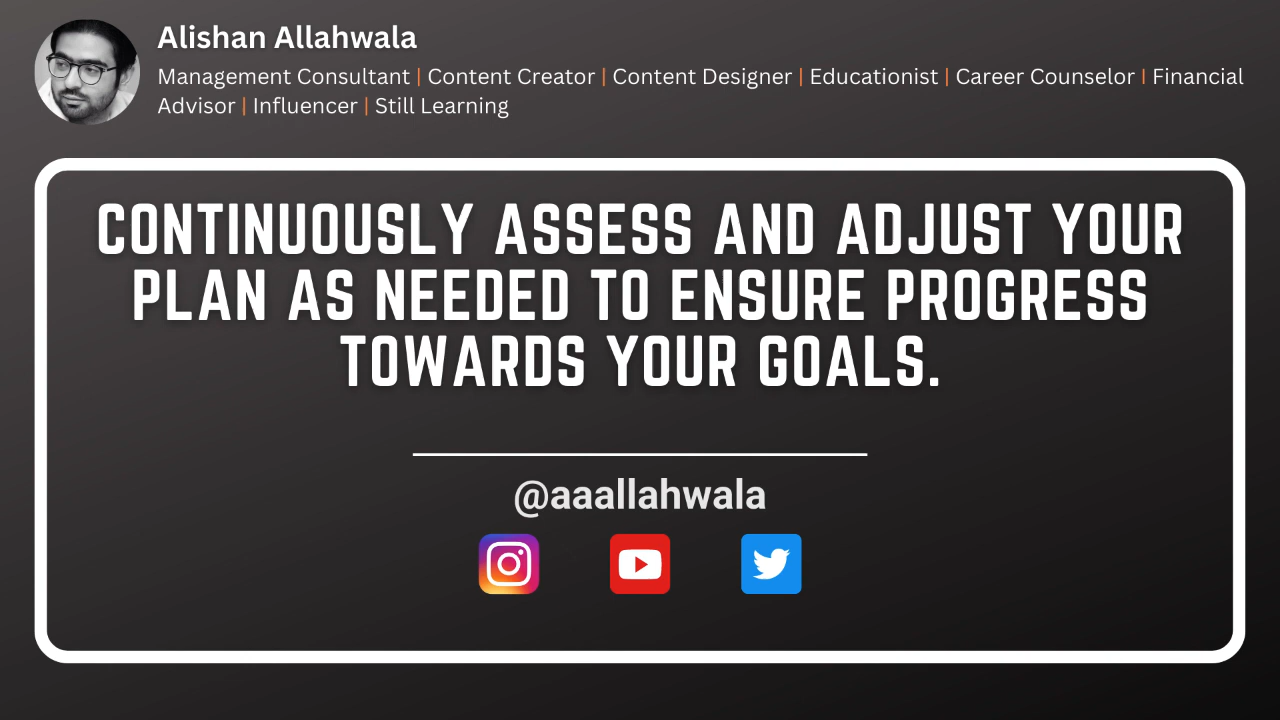 Alishan Allahwala
Management Consultant | Content Creator | Content Designer | Educationist | Career Counselor | Financial
Advisor | Influencer | Still Learning
CONTINUOUSLY ASSESS AND ADJUST YOUR
PLAN AS NEEDED TO ENSURE PROGRESS
TOWARDS YOUR GOALS.
@aaallahwala